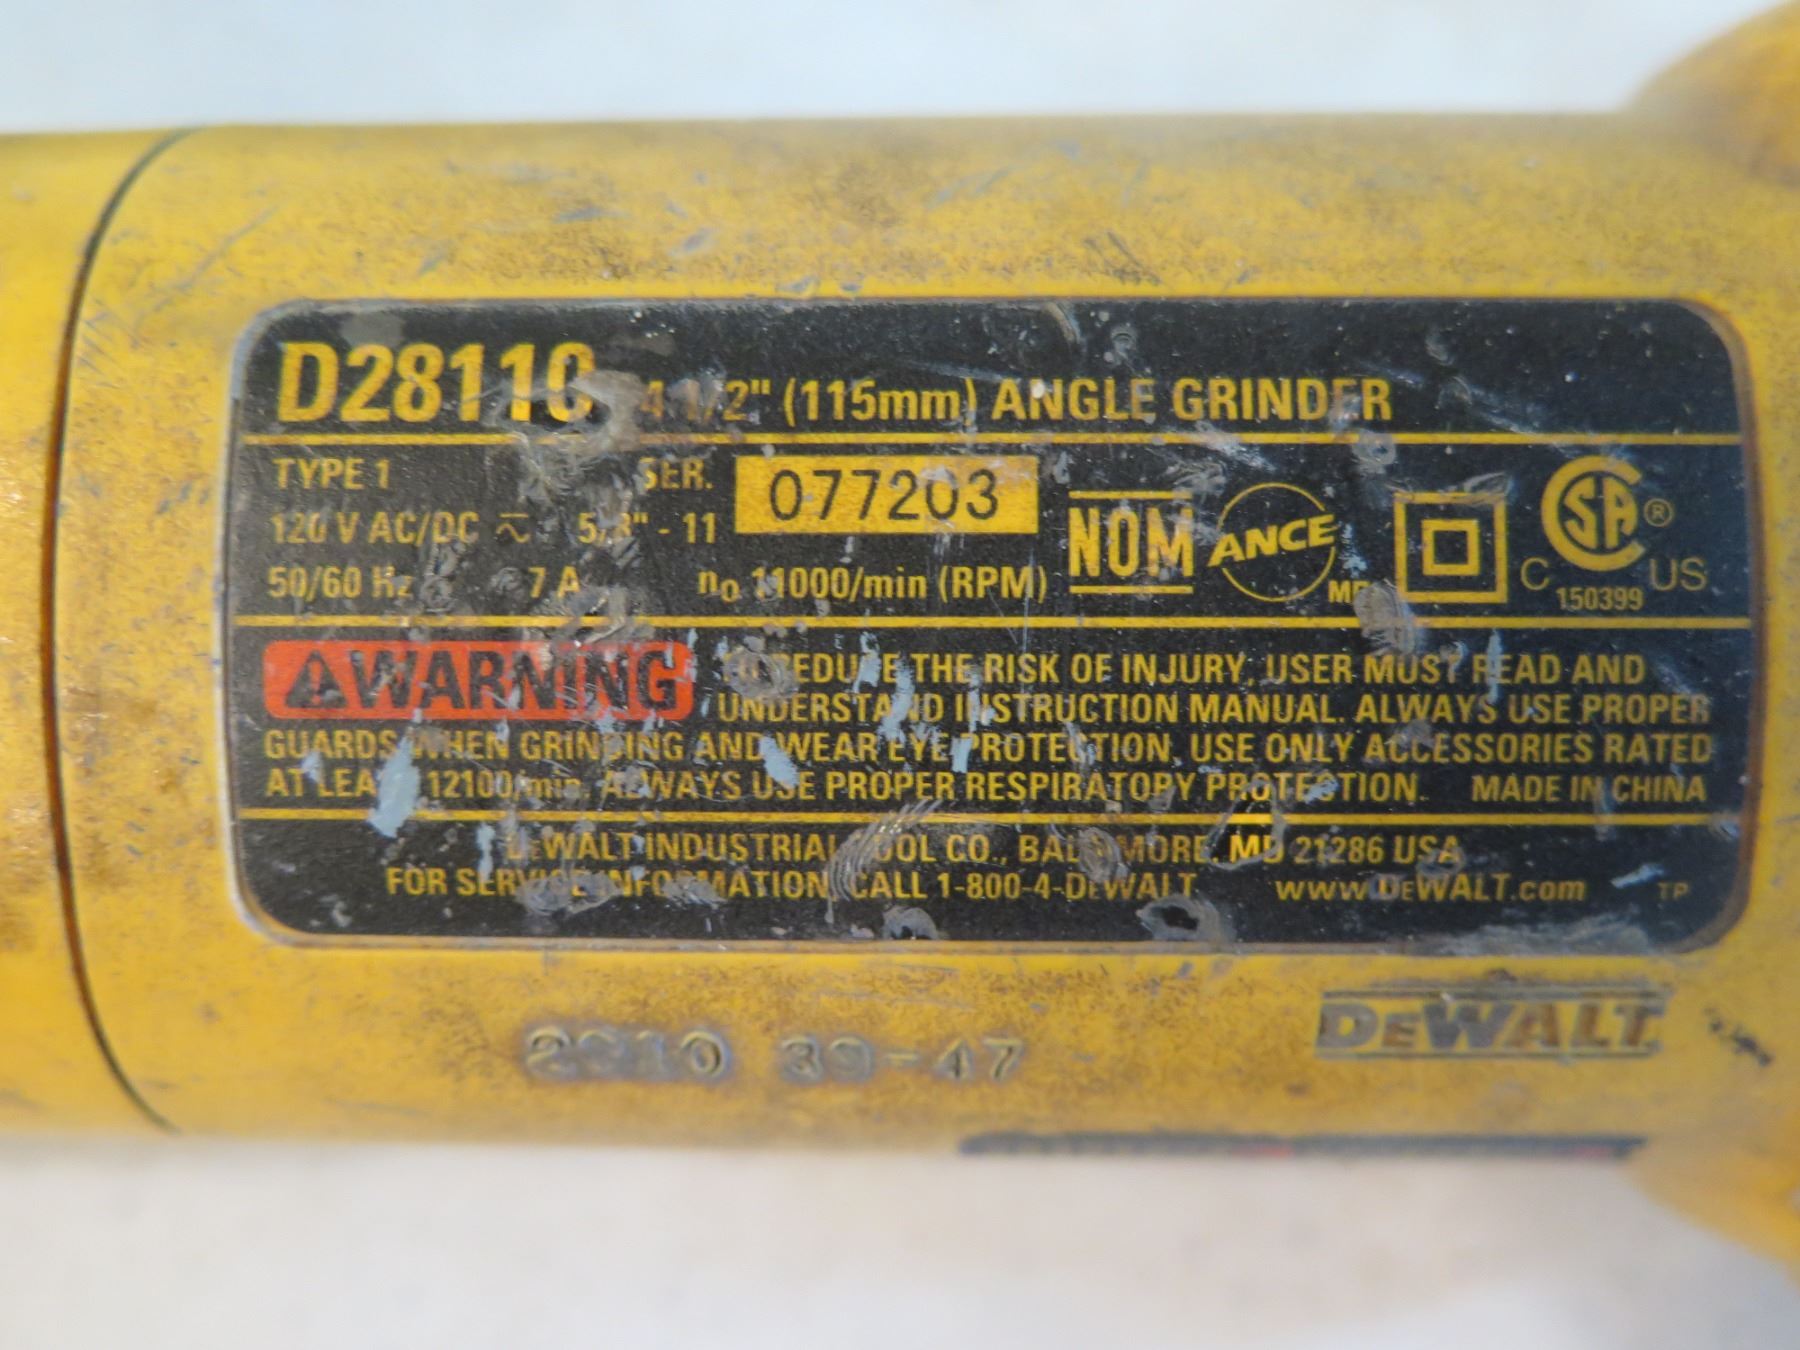 D28110 4 1/2" (115mm) ANGLE GRINDER
TYPE 1 SER. 077203
120 V AC/DC 5/8" - 11
50/60 Hz 7 A n₀ 11000/min (RPM)
NOM ANCE
C CSA® US
150399
⚠WARNING TO REDUCE THE RISK OF INJURY, USER MUST READ AND
UNDERSTAND INSTRUCTION MANUAL. ALWAYS USE PROPER
GUARDS WHEN GRINDING AND WEAR EYE PROTECTION. USE ONLY ACCESSORIES RATED
AT LEAST 12100/min. ALWAYS USE PROPER RESPIRATORY PROTECTION. MADE IN CHINA
DEWALT INDUSTRIAL TOOL CO., BALTIMORE, MD 21286 USA
FOR SERVICE INFORMATION, CALL 1-800-4-DEWALT www.DEWALT.com TP
DEWALT
2010 39-47